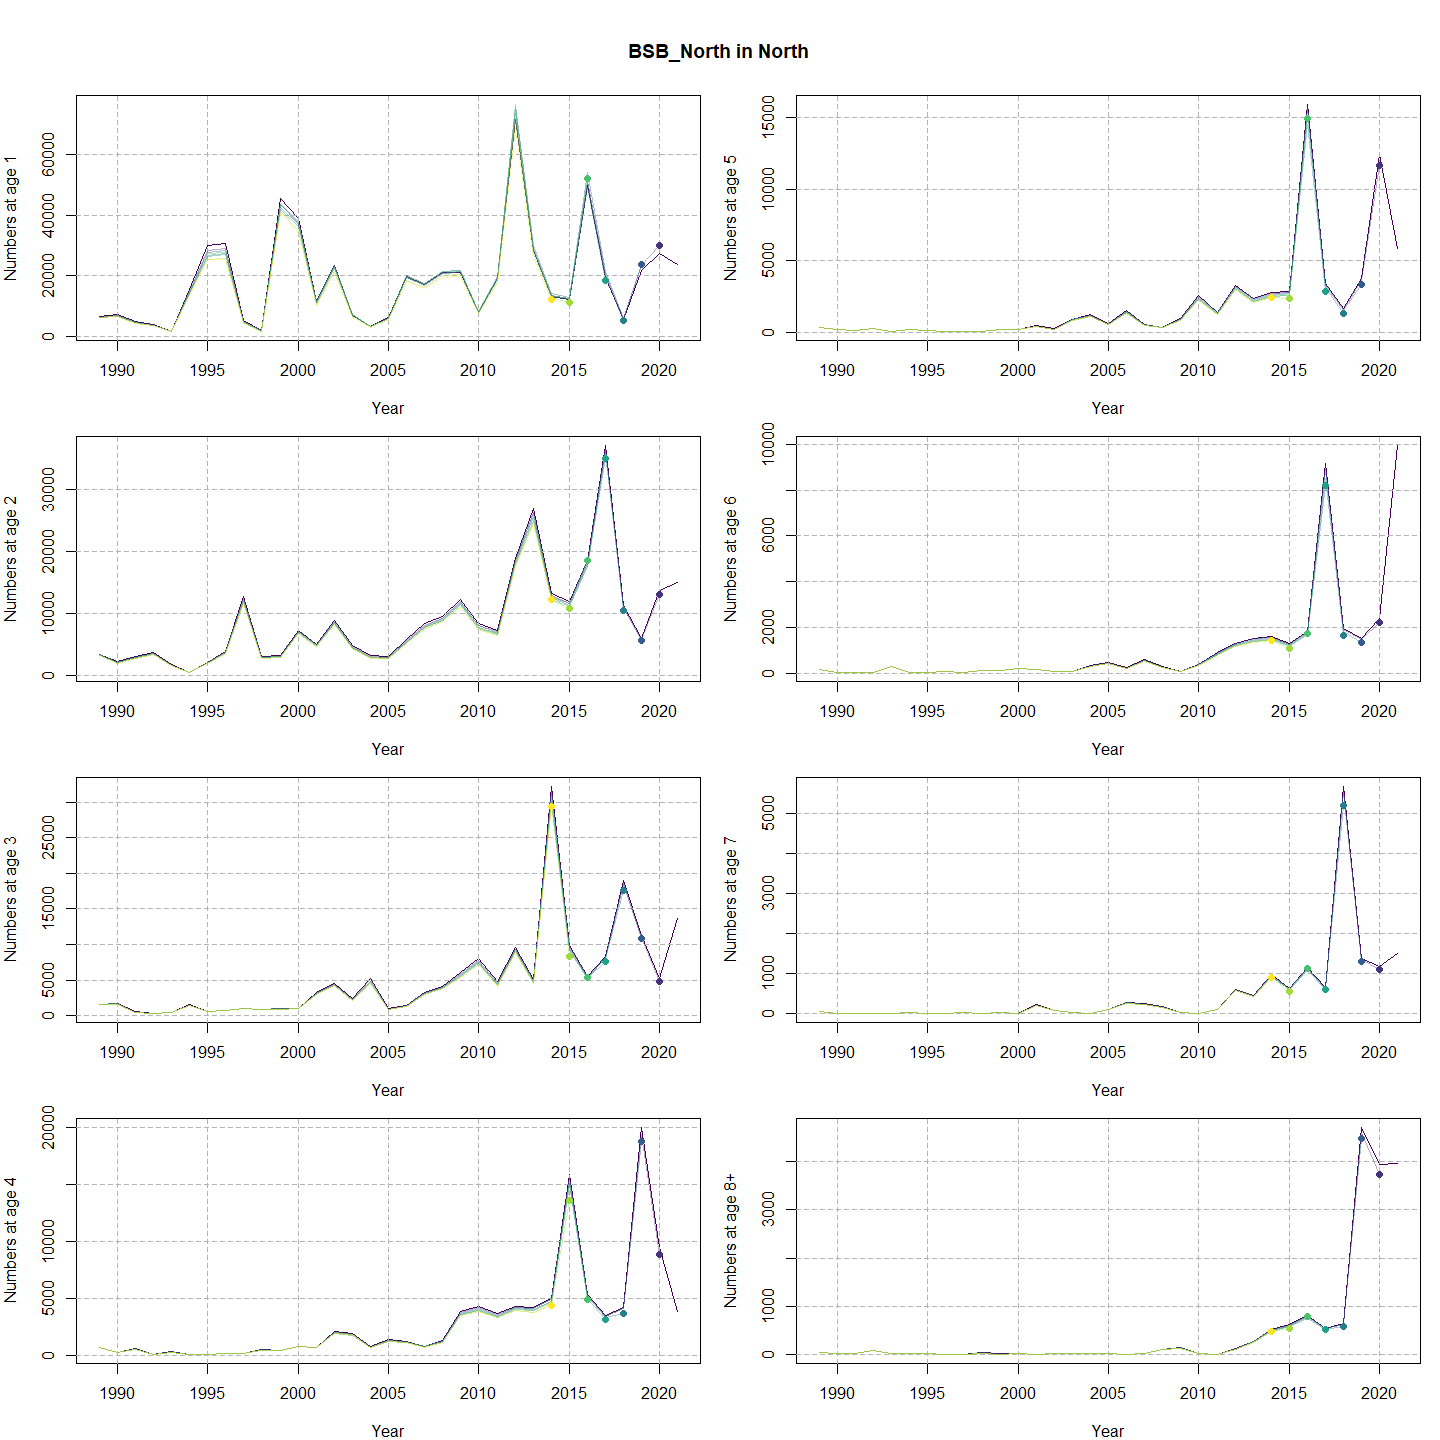 BSB_North in North
Numbers at age 1
0 20000 40000 60000
1990 1995 2000 2005 2010 2015 2020
Year
Numbers at age 5
0 5000 10000 15000
1990 1995 2000 2005 2010 2015 2020
Year
Numbers at age 2
0 10000 20000 30000
1990 1995 2000 2005 2010 2015 2020
Year
Numbers at age 6
0 2000 6000 10000
1990 1995 2000 2005 2010 2015 2020
Year
Numbers at age 3
0 5000 15000 25000
1990 1995 2000 2005 2010 2015 2020
Year
Numbers at age 7
0 1000 3000 5000
1990 1995 2000 2005 2010 2015 2020
Year
Numbers at age 4
0 5000 10000 20000
1990 1995 2000 2005 2010 2015 2020
Year
Numbers at age 8+
0 1000 3000
1990 1995 2000 2005 2010 2015 2020
Year